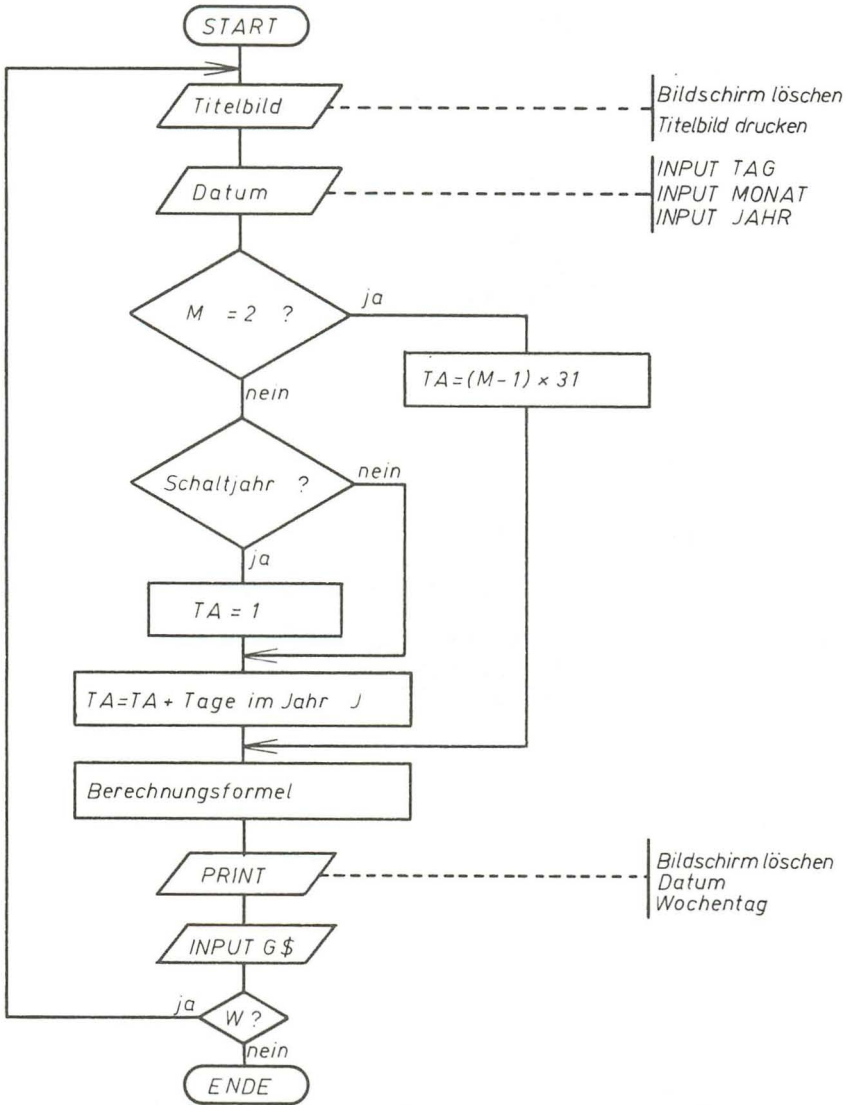 START
Titelbild
Bildschirm löschen
Titelbild drucken
Datum
INPUT TAG
INPUT MONAT
INPUT JAHR
M = 2 ?
ja
nein
TA=(M-1) × 31
Schaltjahr ?
nein
ja
TA = 1
TA=TA + Tage im Jahr J
Berechnungsformel
PRINT
Bildschirm löschen
Datum
Wochentag
INPUT G$
W ?
ja
nein
ENDE